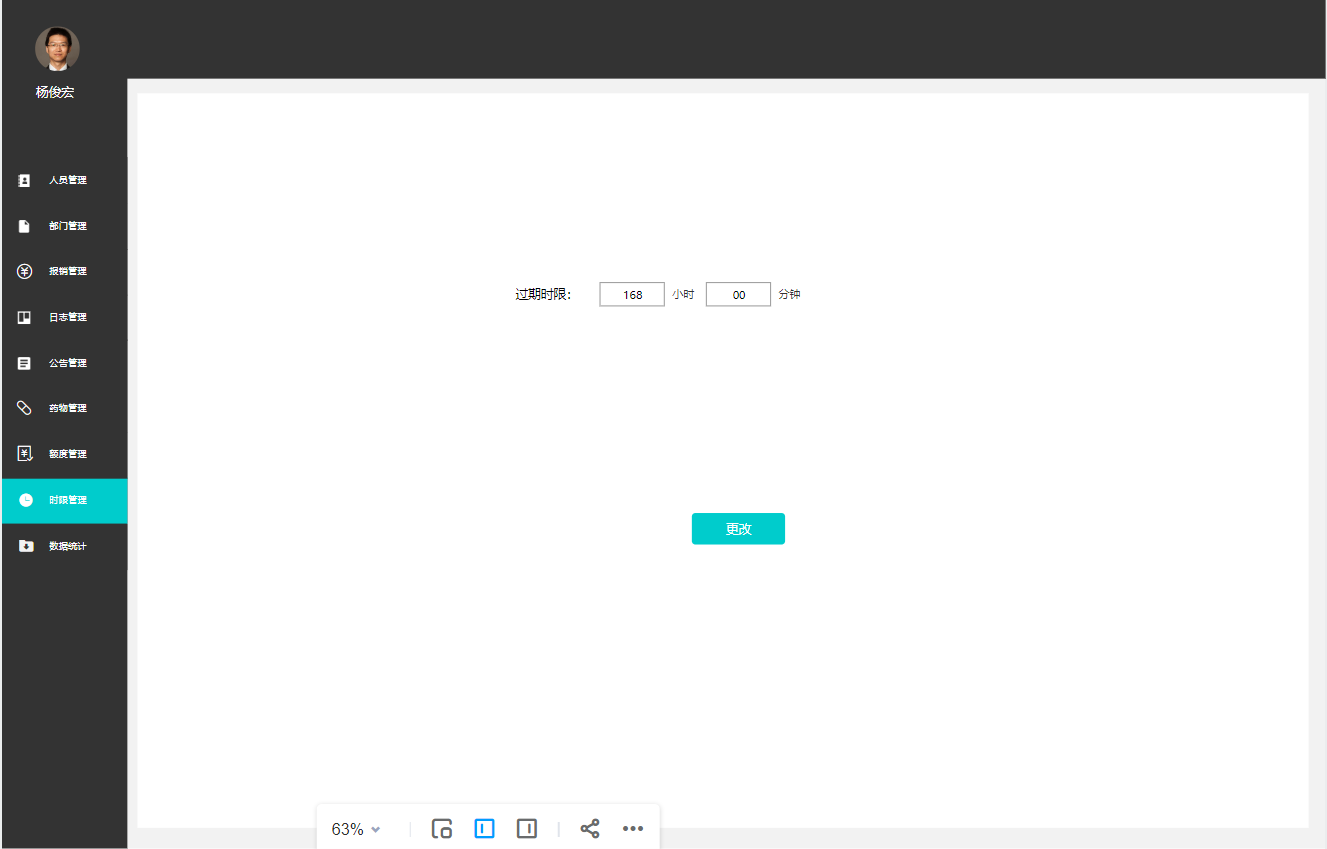 杨俊宏
人员管理
部门管理
报销管理
日志管理
公告管理
药物管理
额度管理
时限管理
数据统计
过期时限： 168 小时 00 分钟
更改
63%